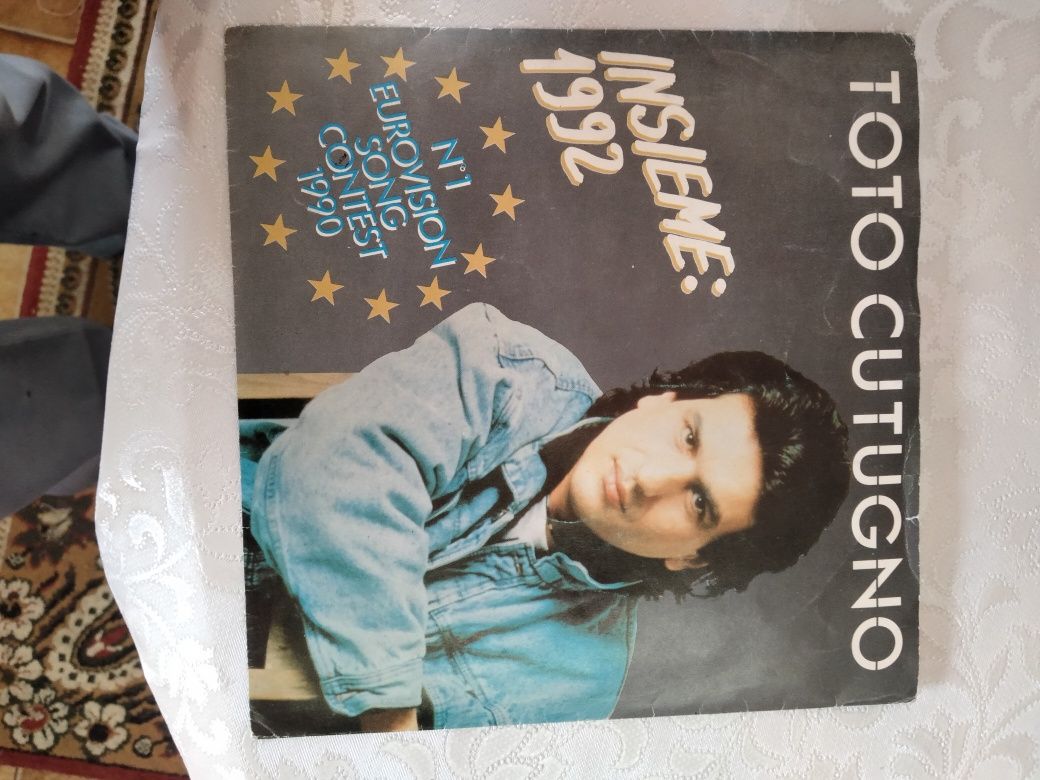 TOTO CUTUGNO
INSIEME:
1992
N°1
EUROVISION
SONG
CONTEST
1990